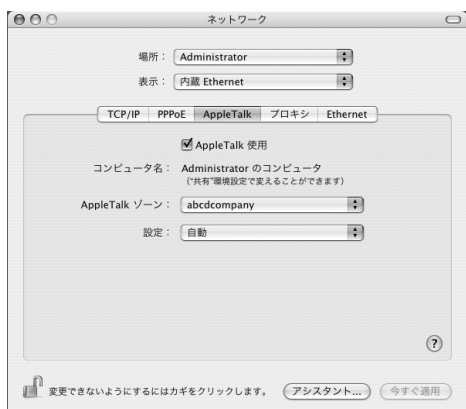 ネットワーク
場所： Administrator
表示： 内蔵 Ethernet
TCP/IP PPPoE AppleTalk プロキシ Ethernet
AppleTalk 使用
コンピュータ名： Administrator のコンピュータ
（“共有”環境設定で変えることができます）
AppleTalk ゾーン： abcdcompany
設定： 自動
?
変更できないようにするにはカギをクリックします。 アシスタント... 今すぐ適用